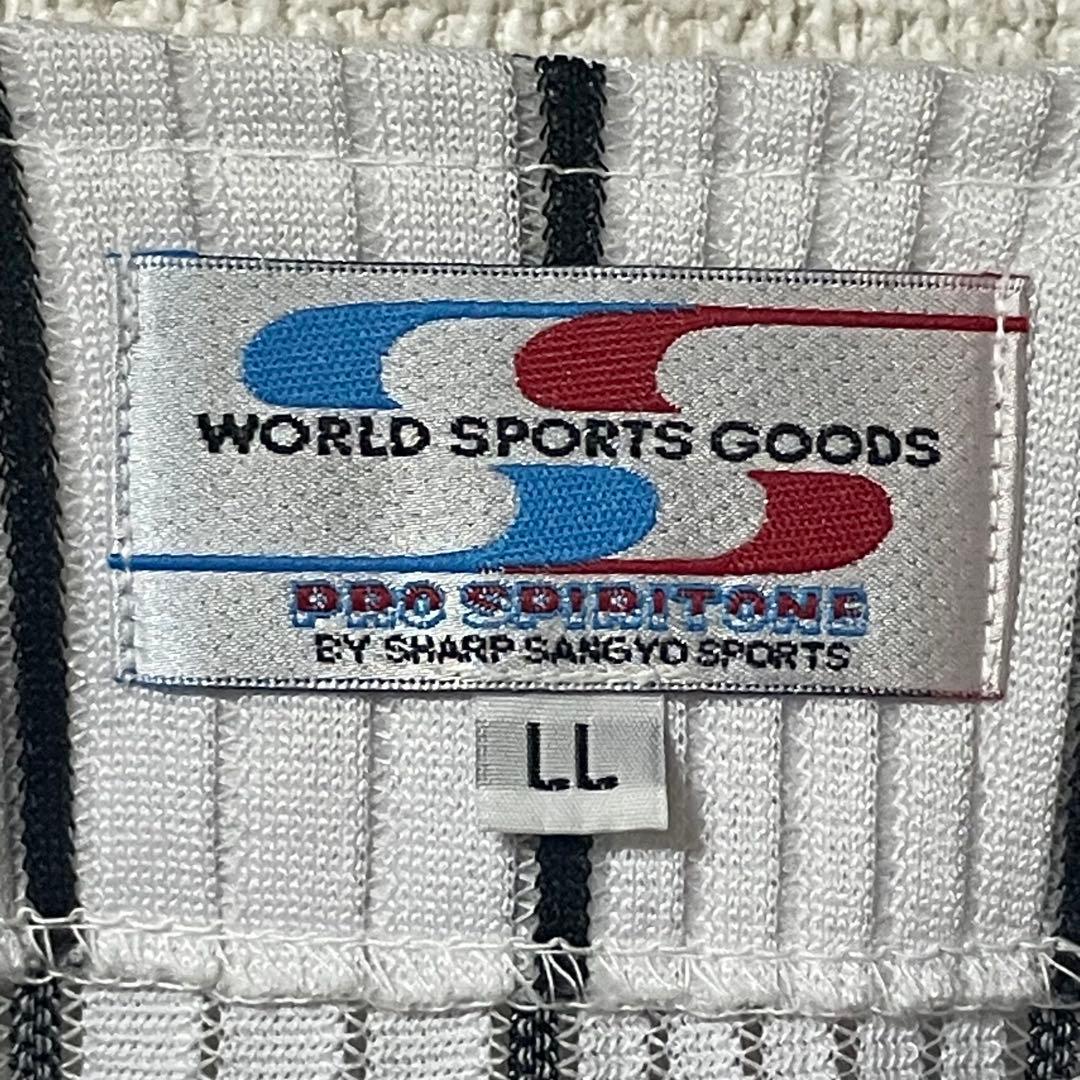 WORLD SPORTS GOODS
PRO SPIRITONE
BY SHARP SANGYO SPORTS
LL